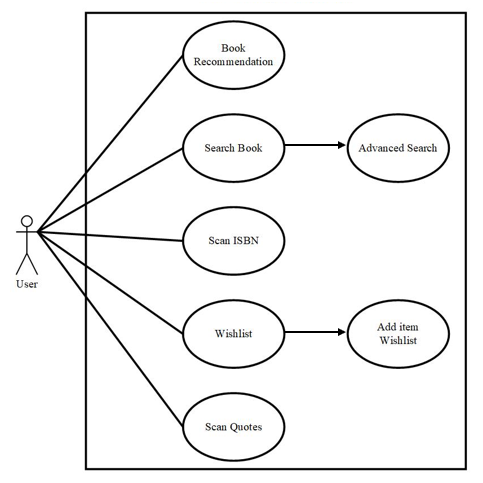 Book
Recommendation
Search Book
Advanced Search
Scan ISBN
User
Wishlist
Add item
Wishlist
Scan Quotes